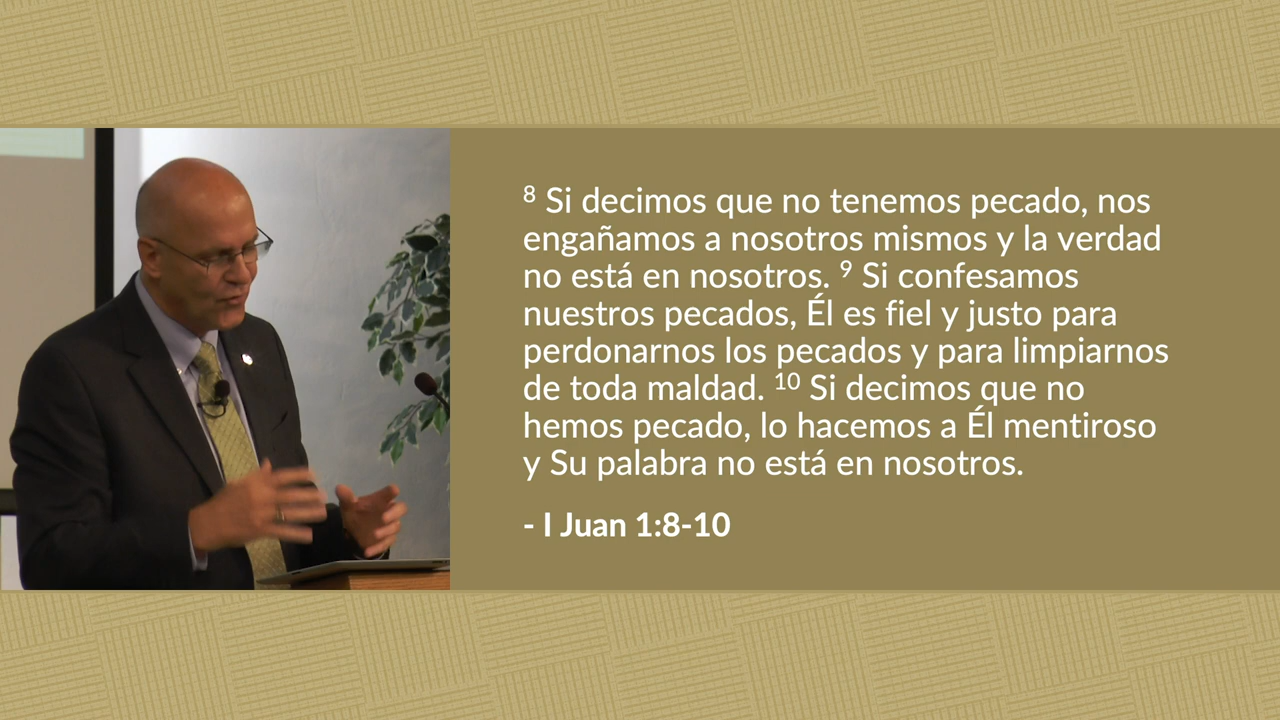 ⁸ Si decimos que no tenemos pecado, nos
engañamos a nosotros mismos y la verdad
no está en nosotros. ⁹ Si confesamos
nuestros pecados, Él es fiel y justo para
perdonarnos los pecados y para limpiarnos
de toda maldad. ¹⁰ Si decimos que no
hemos pecado, lo hacemos a Él mentiroso
y Su palabra no está en nosotros.
- I Juan 1:8-10